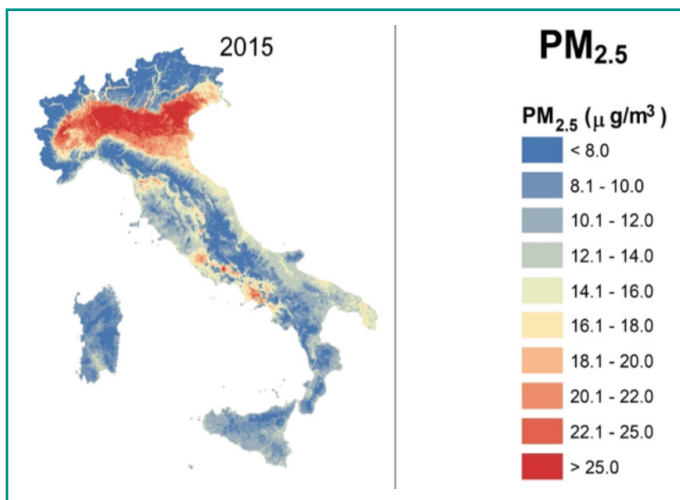 2015
PM2.5
PM2.5 (μ g/m³ )
< 8.0
8.1 - 10.0
10.1 - 12.0
12.1 - 14.0
14.1 - 16.0
16.1 - 18.0
18.1 - 20.0
20.1 - 22.0
22.1 - 25.0
> 25.0